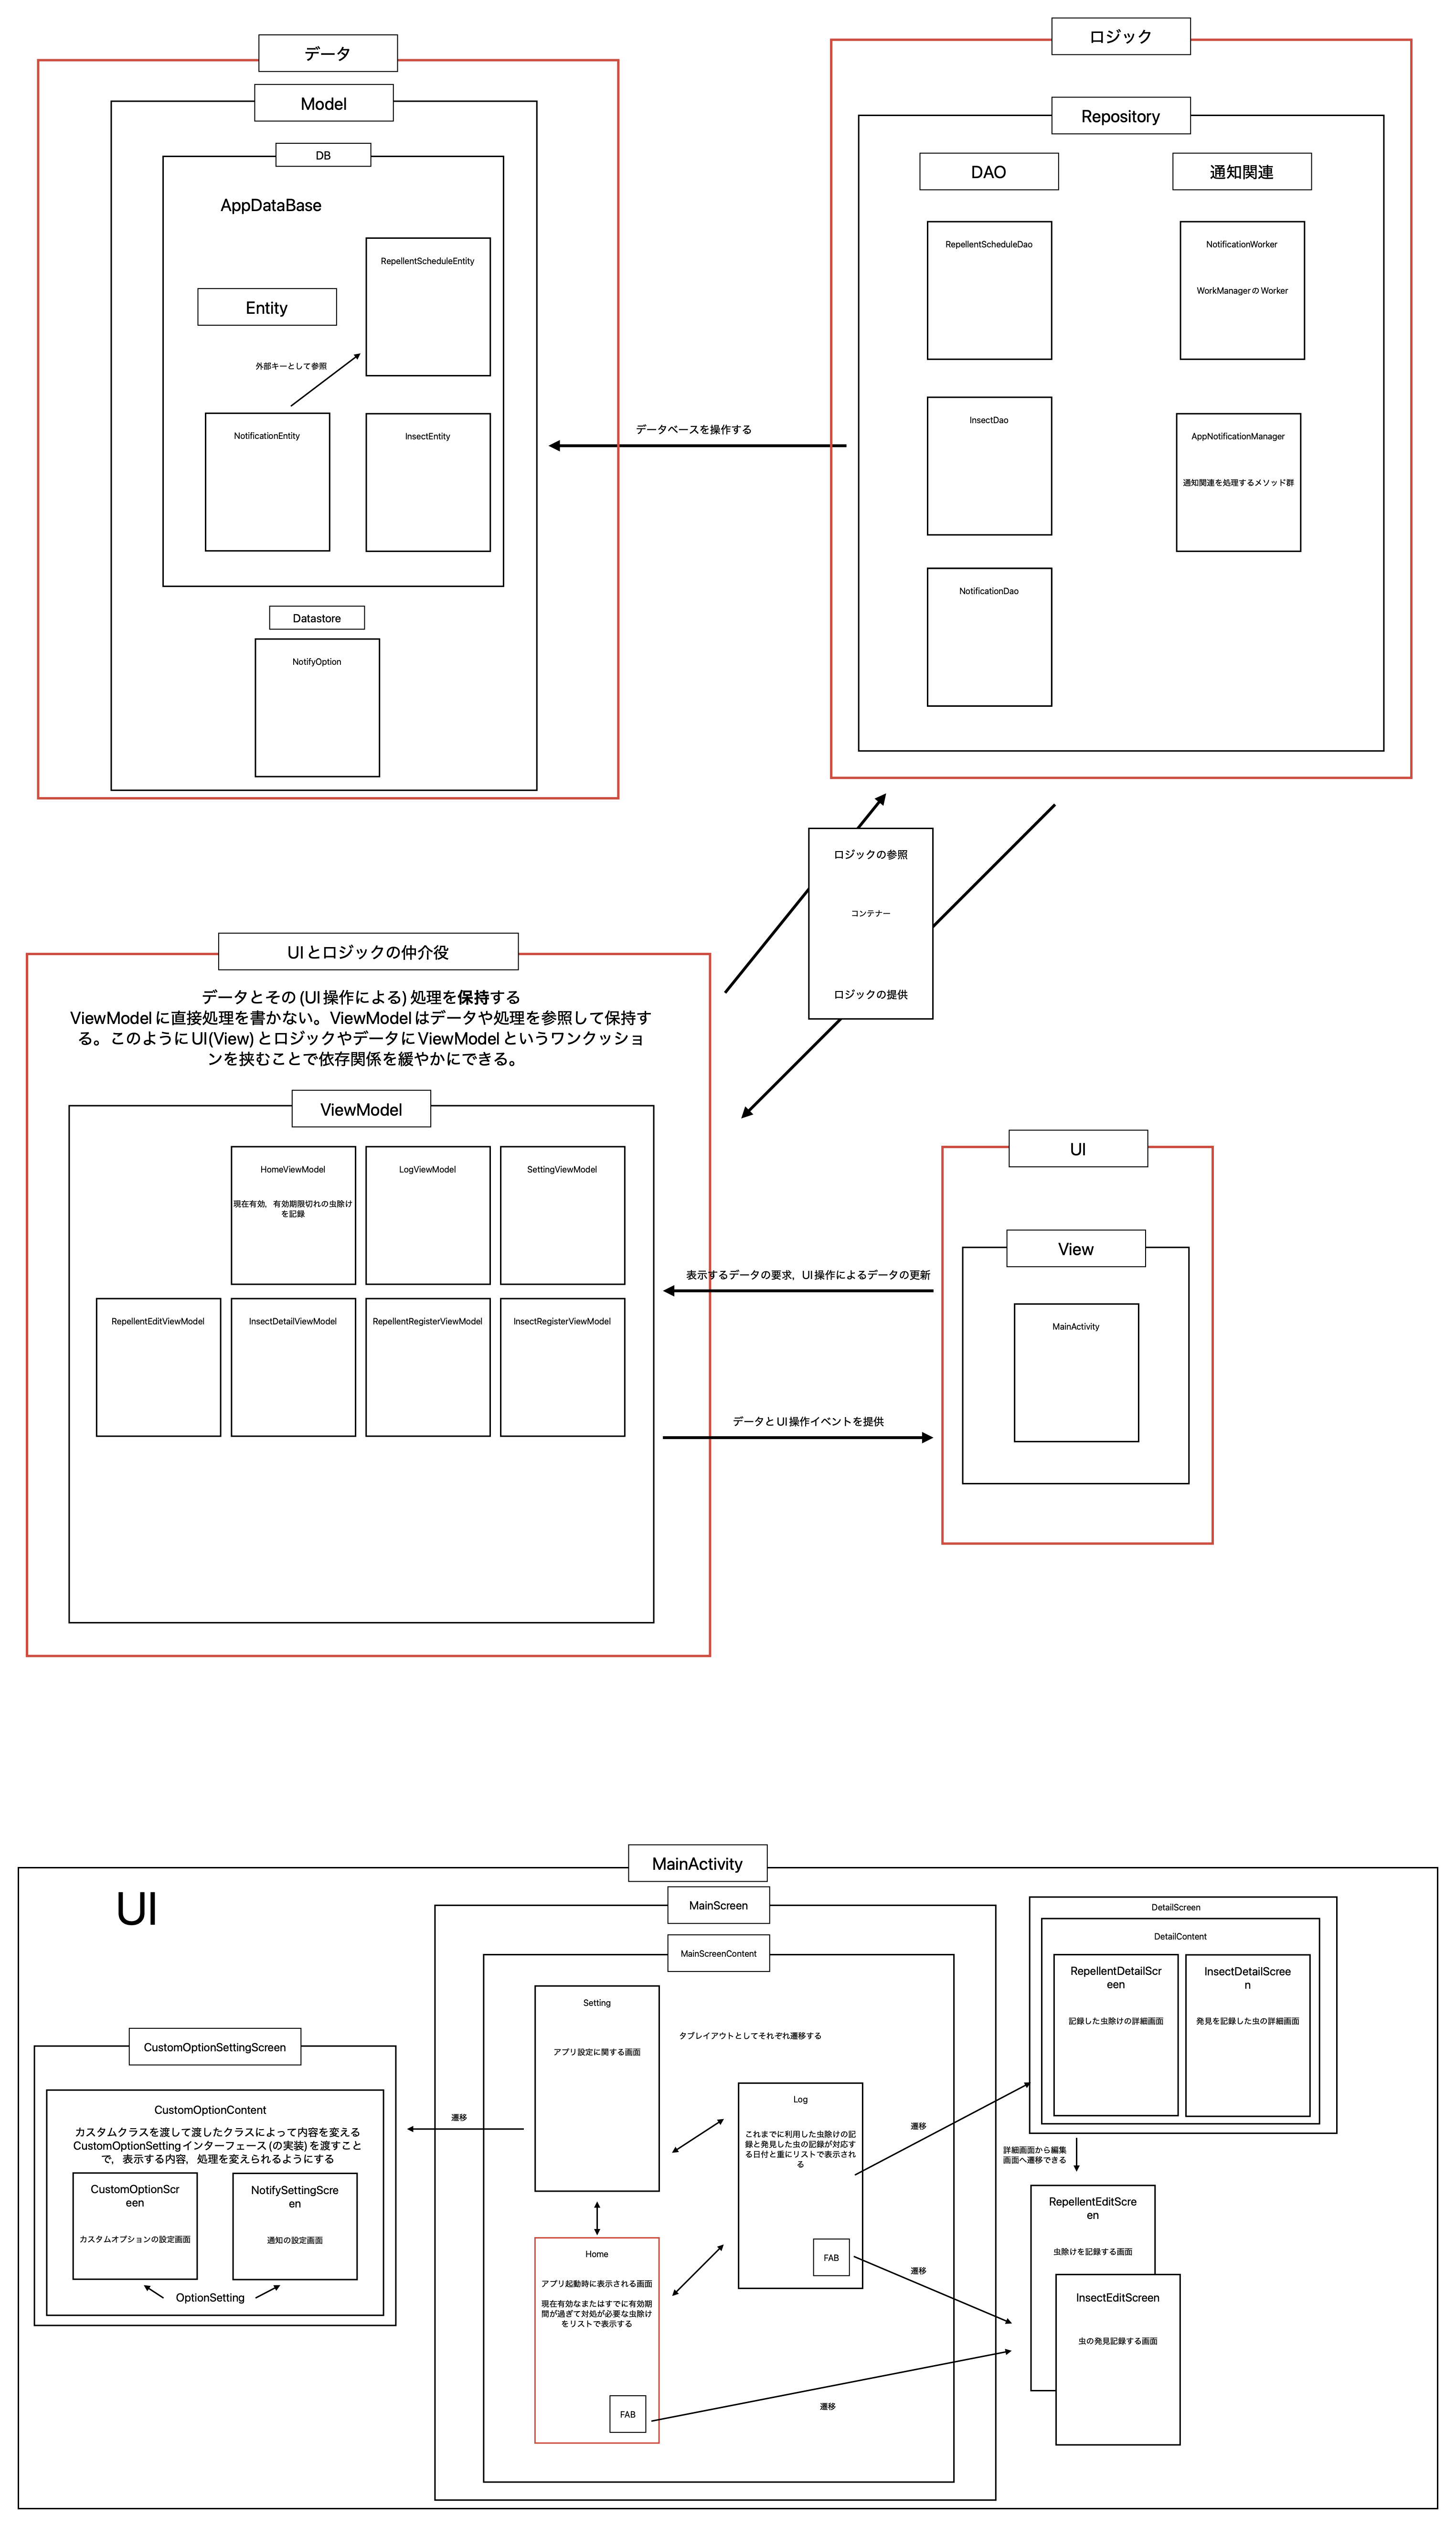 データ
Model
DB
AppDataBase
RepellentScheduleEntity
Entity
外部キーとして参照
NotificationEntity
InsectEntity
Datastore
NotifyOption
データベースを操作する
ロジック
Repository
DAO
通知関連
RepellentScheduleDao
NotificationWorker
WorkManagerのWorker
InsectDao
AppNotificationManager
通知関連を処理するメソッド群
NotificationDao
ロジックの参照
コンテナー
ロジックの提供
UIとロジックの仲介役
データとその(UI操作による)処理を保持する
ViewModelに直接処理を書かない。ViewModelはデータや処理を参照して保持す
る。このようにUI(View)とロジックやデータにViewModelというワンクッショ
ンを挟むことで依存関係を緩やかにできる。
ViewModel
HomeViewModel
現在有効，有効期限切れの虫除け
を記録
LogViewModel
SettingViewModel
RepellentEditViewModel
InsectDetailViewModel
RepellentRegisterViewModel
InsectRegisterViewModel
表示するデータの要求，UI操作によるデータの更新
データとUI操作イベントを提供
UI
View
MainActivity
MainActivity
UI
MainScreen
MainScreenContent
Setting
アプリ設定に関する画面
タブレイアウトとしてそれぞれ遷移する
Log
これまでに利用した虫除けの記
録と発見した虫の記録が対応す
る日付と重にリストで表示され
る
FAB
Home
アプリ起動時に表示される画面
現在有効なまたはすでに有効期
間が過ぎて対処が必要な虫除け
をリストで表示する
FAB
遷移
CustomOptionSettingScreen
CustomOptionContent
カスタムクラスを渡して渡したクラスによって内容を変える
CustomOptionSettingインターフェース(の実装)を渡すこと
で，表示する内容，処理を変えられるようにする
CustomOptionScr
een
カスタムオプションの設定画面
NotifySettingScre
en
通知の設定画面
OptionSetting
遷移
DetailScreen
DetailContent
RepellentDetailScr
een
記録した虫除けの詳細画面
InsectDetailScree
n
発見を記録した虫の詳細画面
詳細画面から編集
画面へ遷移できる
RepellentEditScre
en
虫除けを記録する画面
InsectEditScreen
虫の発見記録する画面
遷移
遷移